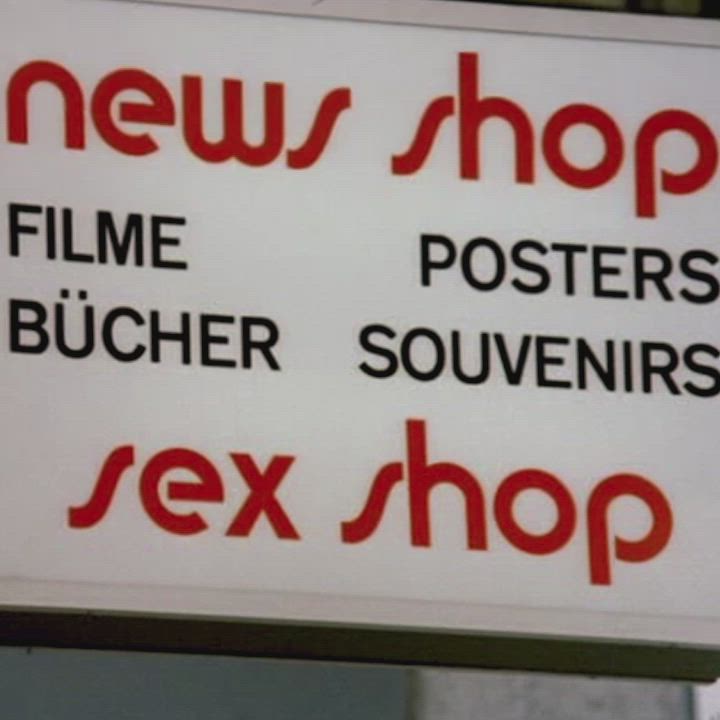 news shop
FILME POSTERS
BÜCHER SOUVENIRS
sex shop